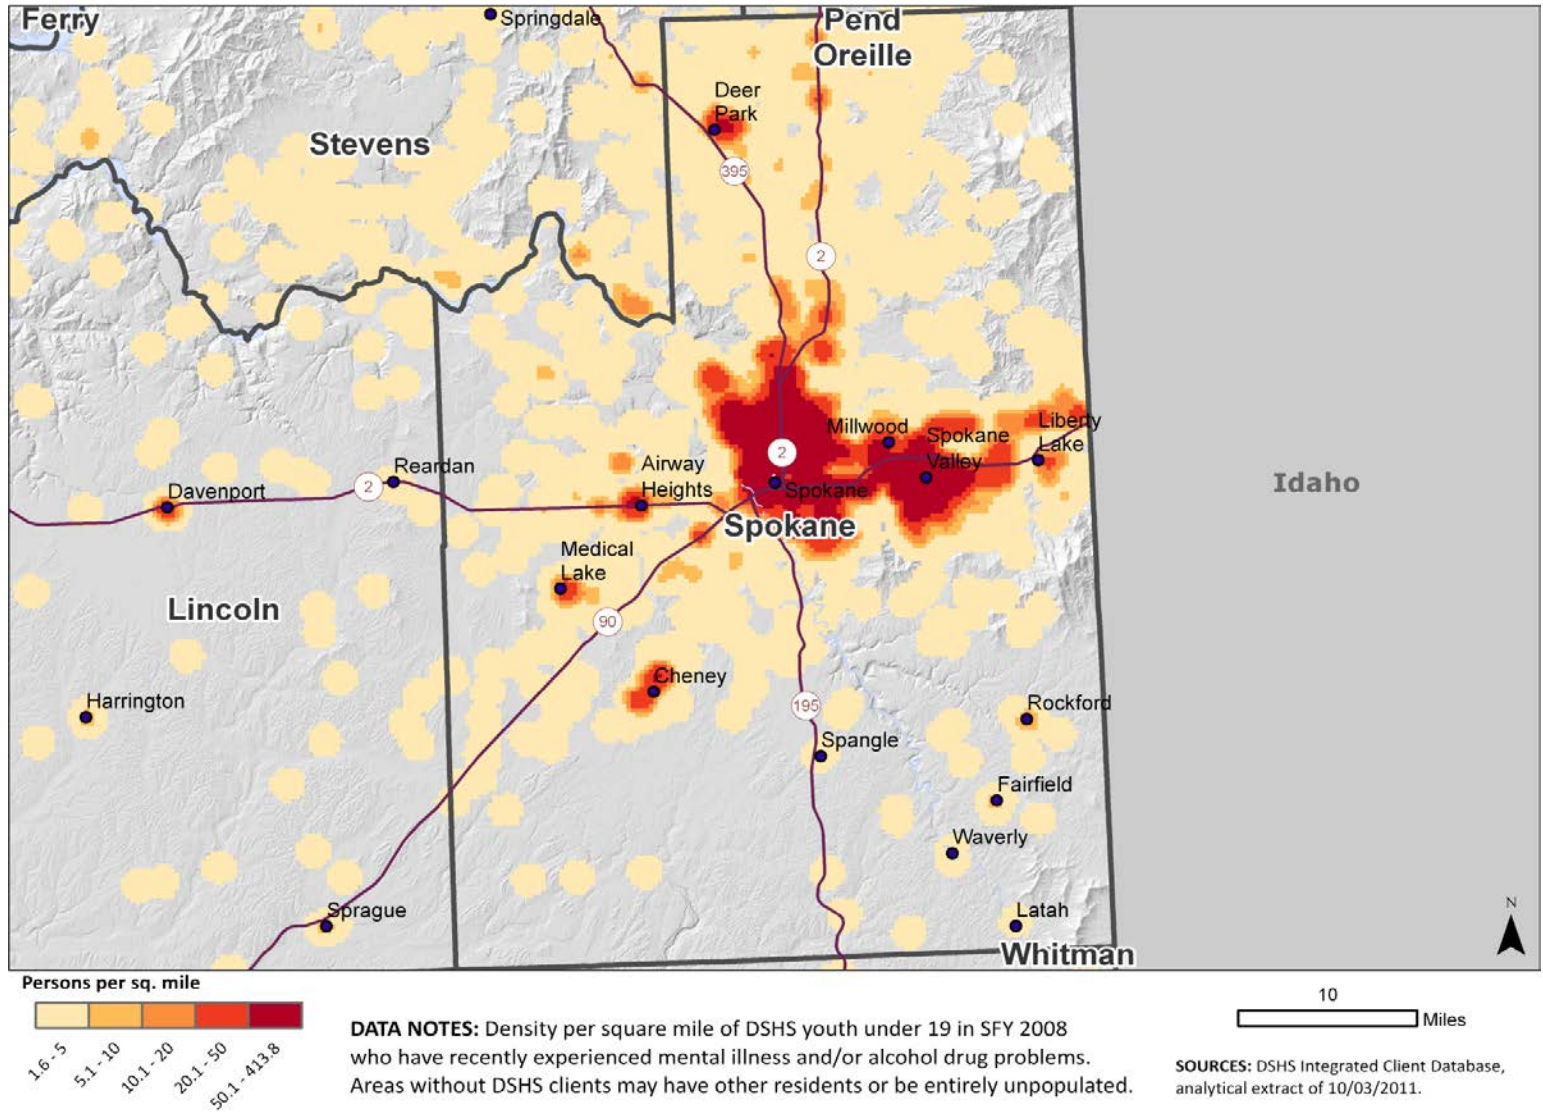 Ferry
Springdale
Pend
Oreille
Deer
Park
Stevens
395
2
Millwood
Liberty
Lake
Spokane
Valley
2
Reardan
Airway
Heights
2
Davenport
Spokane
Spokane
Idaho
Medical
Lake
Lincoln
90
Cheney
Harrington
195
Rockford
Spangle
Fairfield
Waverly
Sprague
Latah
N
Whitman
Persons per sq. mile
1.6 - 5
5.1 - 10
10.1 - 20
20.1 - 50
50.1 - 413.8
DATA NOTES: Density per square mile of DSHS youth under 19 in SFY 2008
who have recently experienced mental illness and/or alcohol drug problems.
Areas without DSHS clients may have other residents or be entirely unpopulated.
10
Miles
SOURCES: DSHS Integrated Client Database,
analytical extract of 10/03/2011.